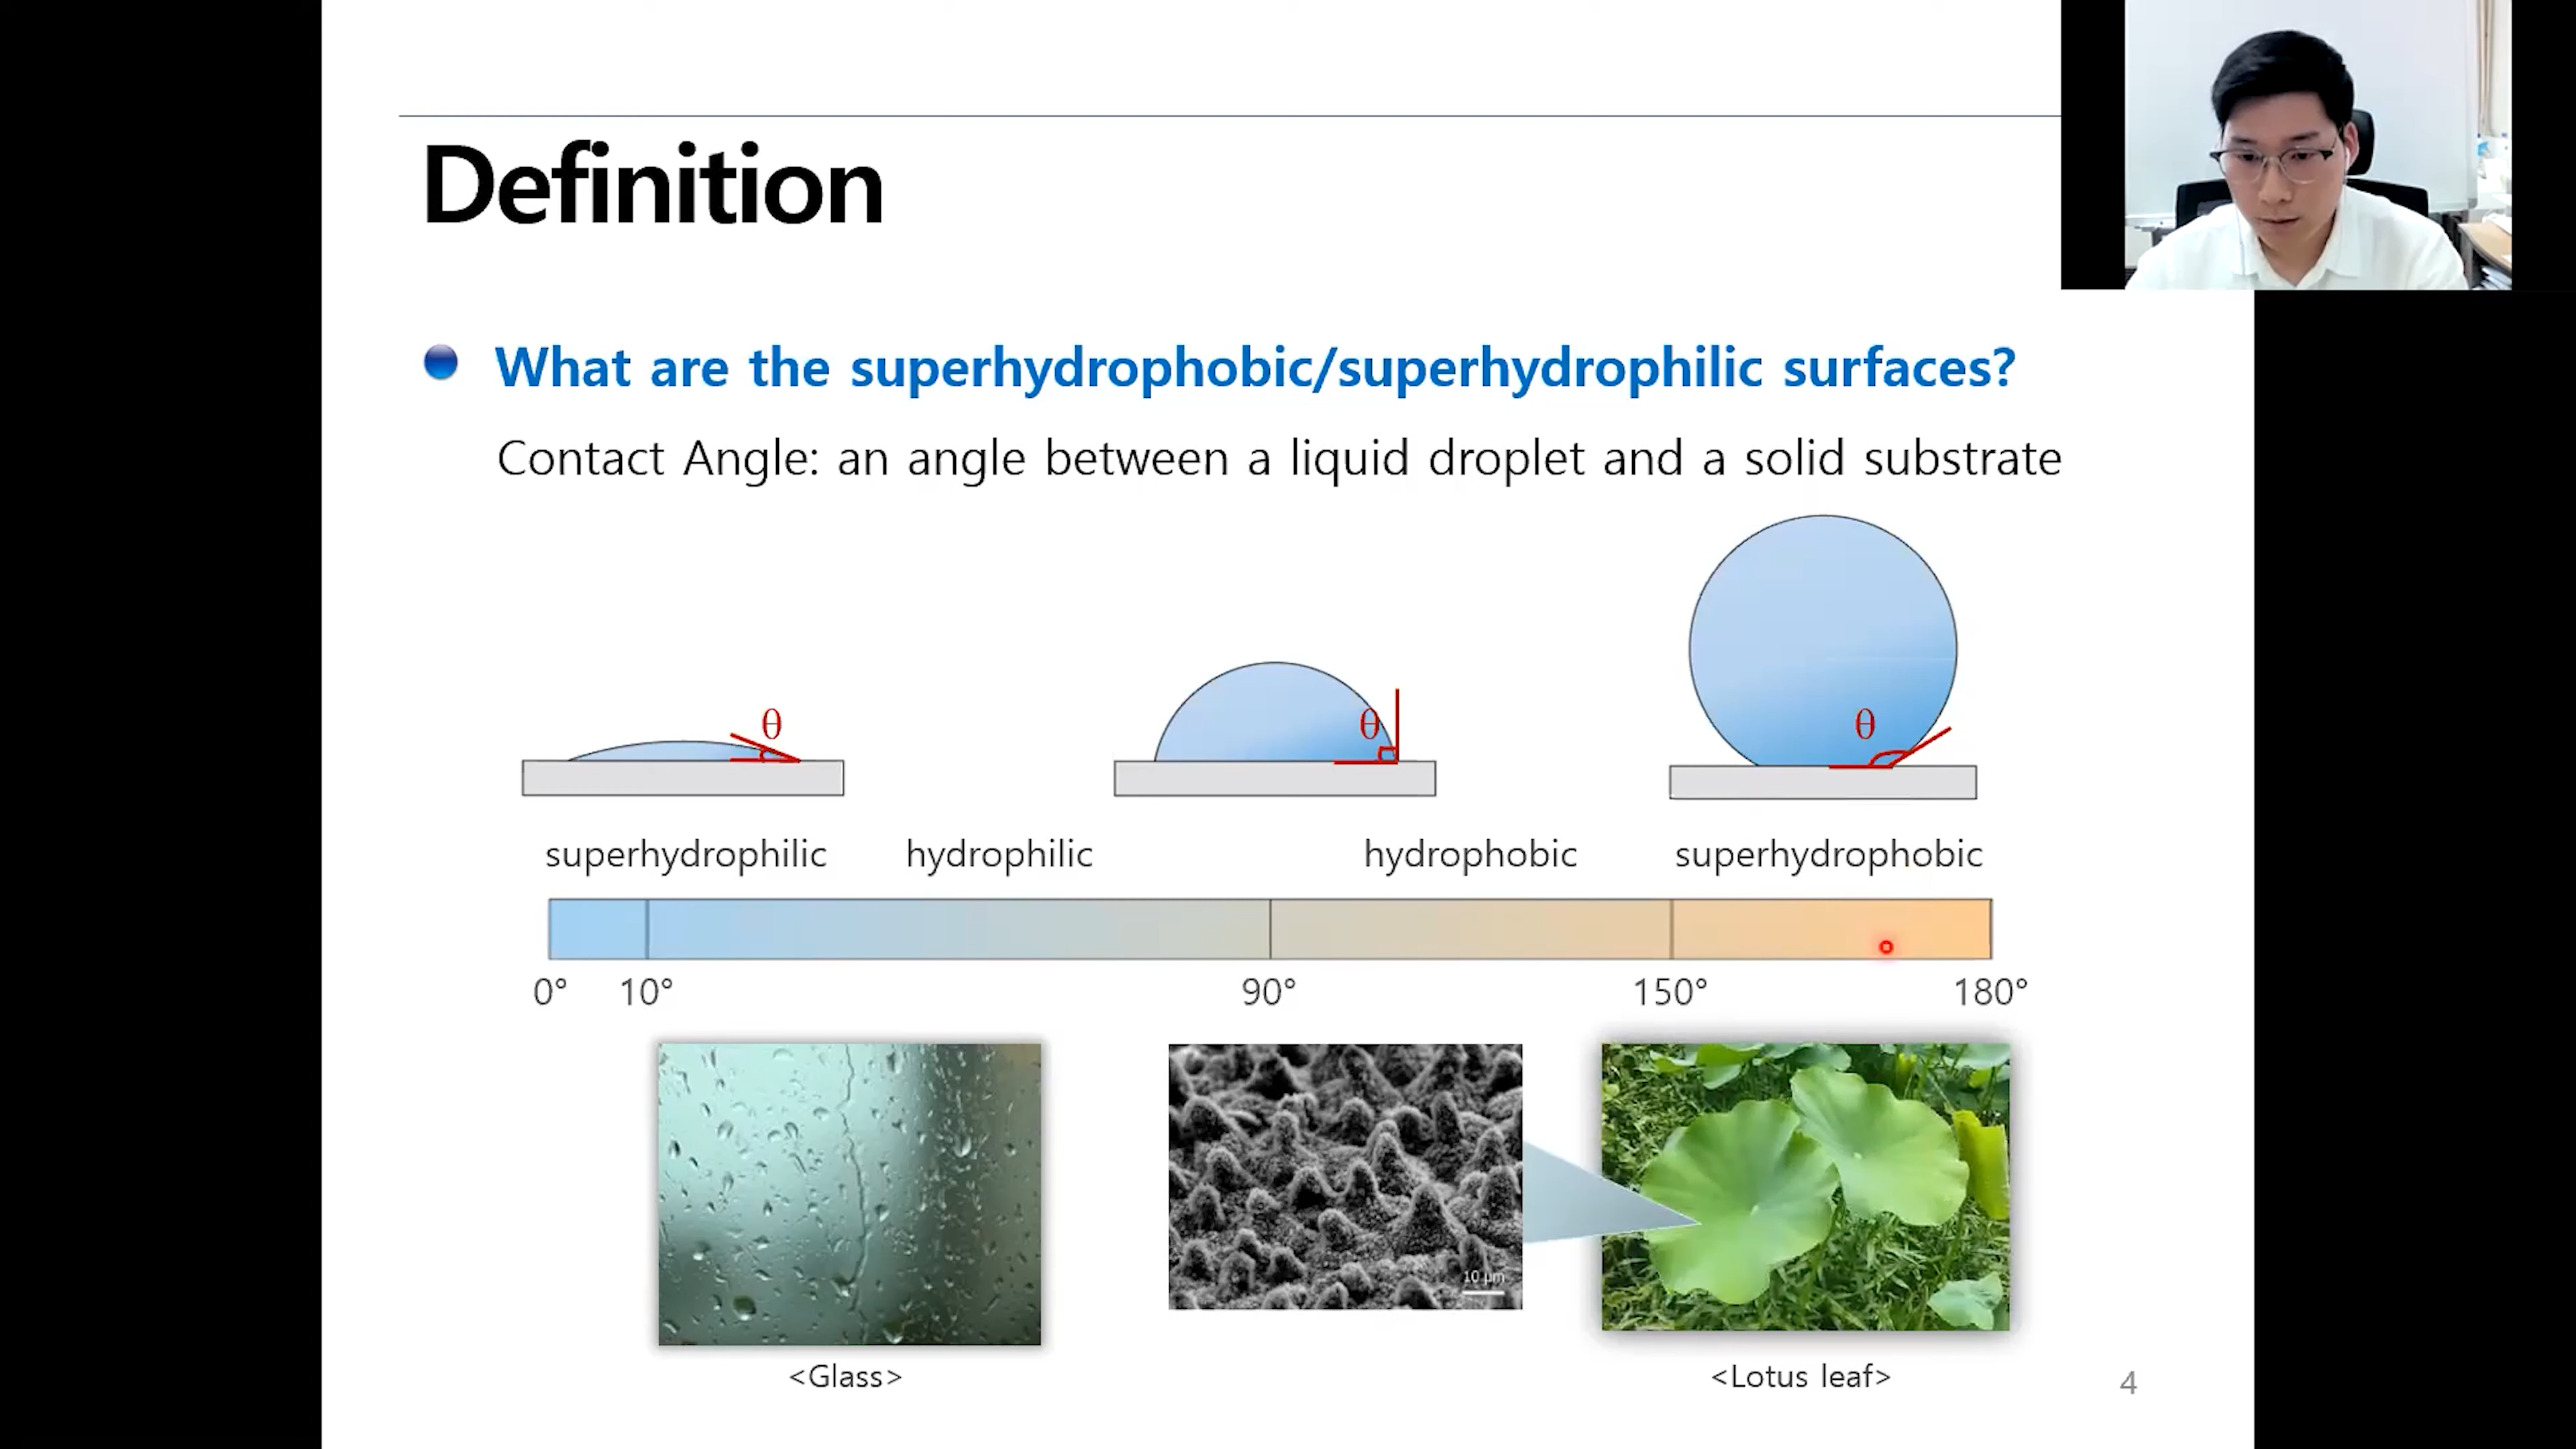 Definition
What are the superhydrophobic/superhydrophilic surfaces?
Contact Angle: an angle between a liquid droplet and a solid substrate
θ
θ
θ
superhydrophilic
hydrophilic
hydrophobic
superhydrophobic
0°
10°
90°
150°
180°
10 µm
<Glass>
<Lotus leaf>
4